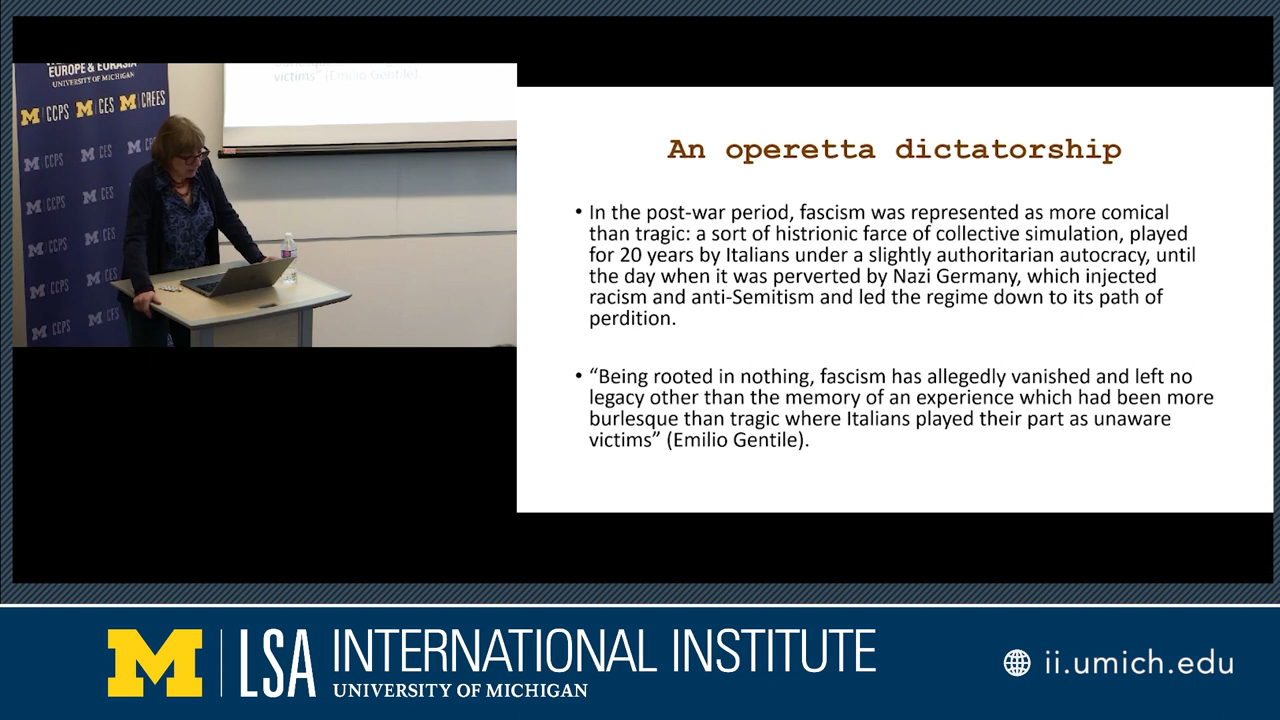 EUROPE & EURASIA
UNIVERSITY OF MICHIGAN
M CCPS M CES M CREES
M CCPS M CES M
M CCPS M CES
M CCPS M CES
M CCPS M CES
M CCPS M CES
victims” (Emilio Gentile).
An operetta dictatorship
• In the post-war period, fascism was represented as more comical
than tragic: a sort of histrionic farce of collective simulation, played
for 20 years by Italians under a slightly authoritarian autocracy, until
the day when it was perverted by Nazi Germany, which injected
racism and anti-Semitism and led the regime down to its path of
perdition.
• “Being rooted in nothing, fascism has allegedly vanished and left no
legacy other than the memory of an experience which had been more
burlesque than tragic where Italians played their part as unaware
victims” (Emilio Gentile).
M LSA INTERNATIONAL INSTITUTE
UNIVERSITY OF MICHIGAN
ii.umich.edu